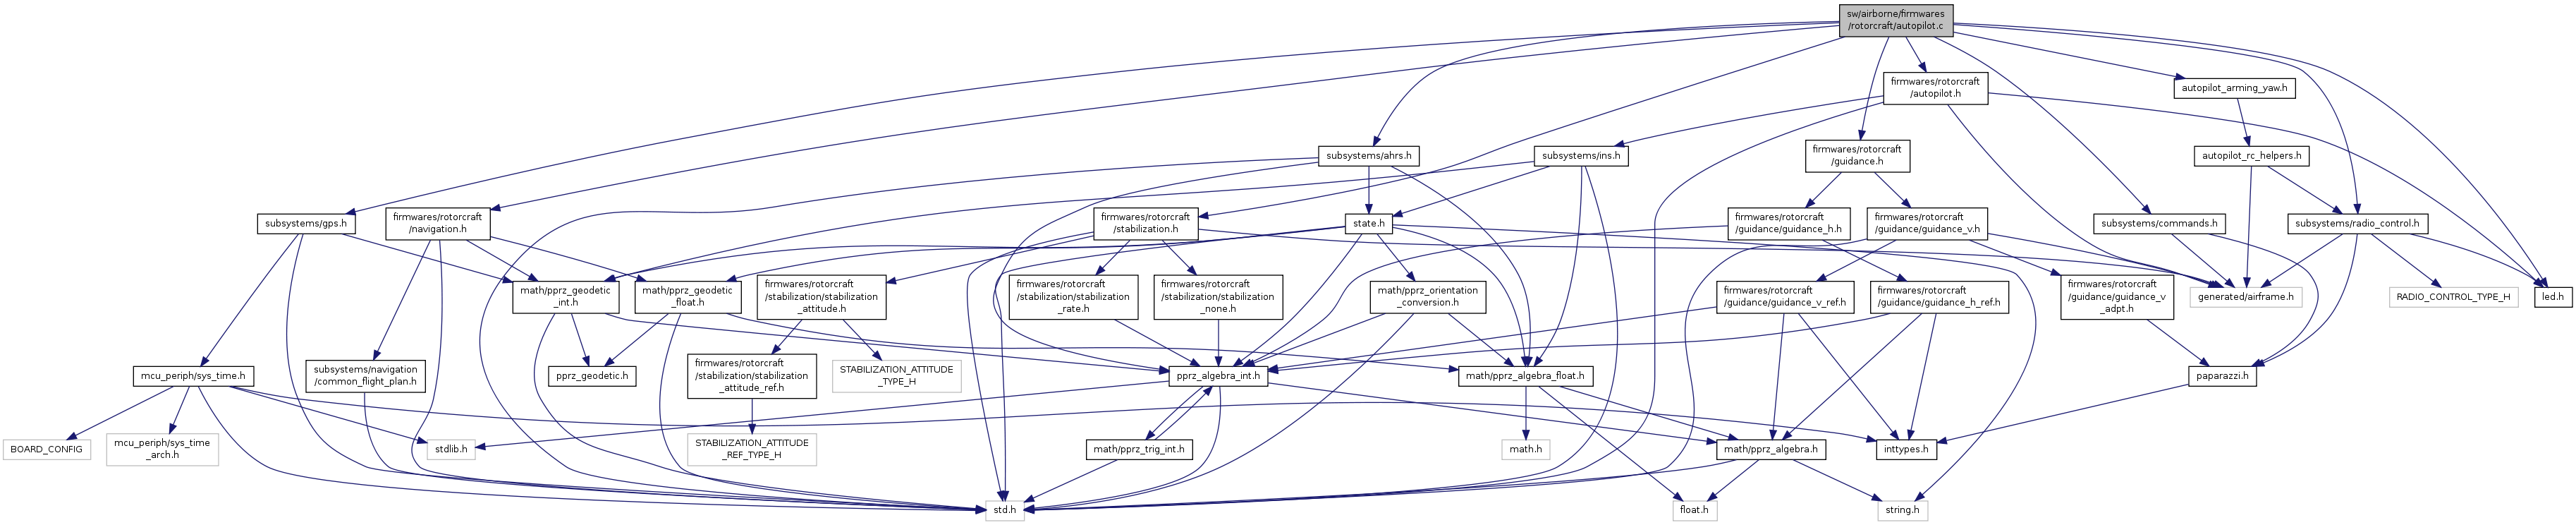 sw/airborne/firmwares
/rotorcraft/autopilot.c
firmwares/rotorcraft
/autopilot.h
autopilot_arming_yaw.h
subsystems/ahrs.h
subsystems/ins.h
firmwares/rotorcraft
/guidance.h
autopilot_rc_helpers.h
subsystems/gps.h
firmwares/rotorcraft
/navigation.h
firmwares/rotorcraft
/stabilization.h
state.h
firmwares/rotorcraft
/guidance/guidance_h.h
firmwares/rotorcraft
/guidance/guidance_v.h
subsystems/commands.h
subsystems/radio_control.h
math/pprz_geodetic
_int.h
math/pprz_geodetic
_float.h
firmwares/rotorcraft
/stabilization/stabilization
_attitude.h
firmwares/rotorcraft
/stabilization/stabilization
_rate.h
firmwares/rotorcraft
/stabilization/stabilization
_none.h
math/pprz_orientation
_conversion.h
firmwares/rotorcraft
/guidance/guidance_v_ref.h
firmwares/rotorcraft
/guidance/guidance_h_ref.h
firmwares/rotorcraft
/guidance/guidance_v
_adpt.h
generated/airframe.h
RADIO_CONTROL_TYPE_H
led.h
mcu_periph/sys_time.h
subsystems/navigation
/common_flight_plan.h
pprz_geodetic.h
firmwares/rotorcraft
/stabilization/stabilization
_attitude_ref.h
STABILIZATION_ATTITUDE
_TYPE_H
pprz_algebra_int.h
math/pprz_algebra_float.h
paparazzi.h
BOARD_CONFIG
mcu_periph/sys_time
_arch.h
stdlib.h
STABILIZATION_ATTITUDE
_REF_TYPE_H
math/pprz_trig_int.h
math.h
math/pprz_algebra.h
inttypes.h
std.h
float.h
string.h